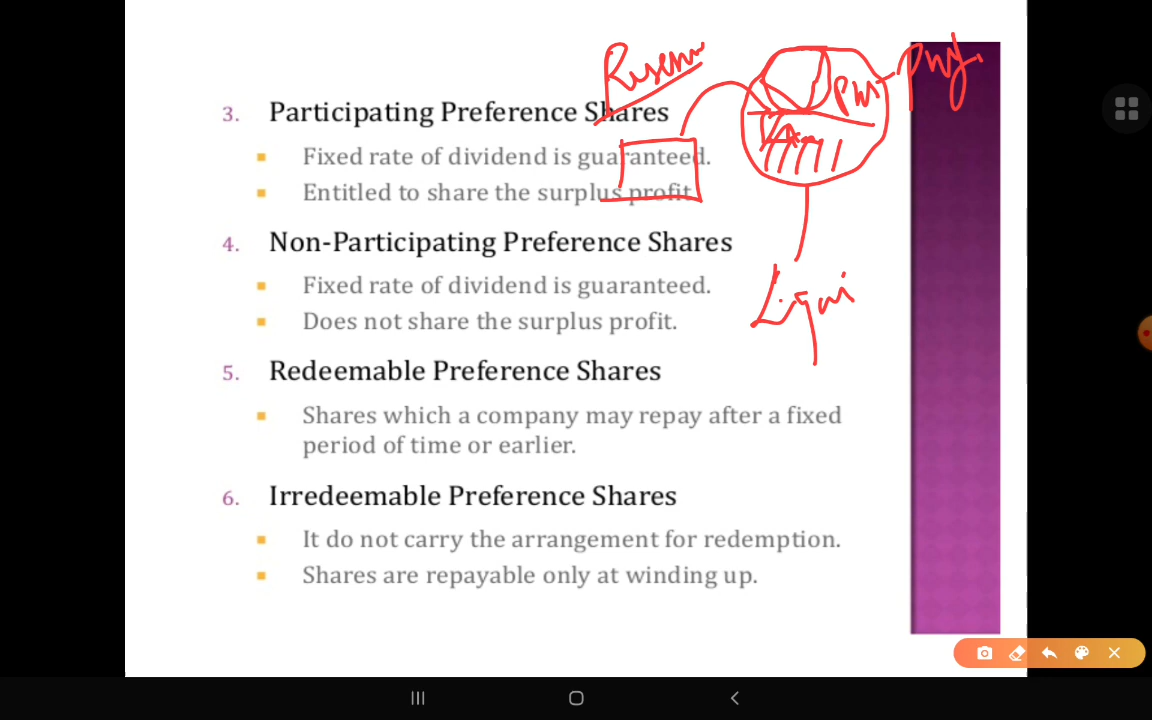 3. Participating Preference Shares
▪ Fixed rate of dividend is guaranteed.
▪ Entitled to share the surplus profit.
4. Non-Participating Preference Shares
▪ Fixed rate of dividend is guaranteed.
▪ Does not share the surplus profit.
5. Redeemable Preference Shares
▪ Shares which a company may repay after a fixed
period of time or earlier.
6. Irredeemable Preference Shares
▪ It do not carry the arrangement for redemption.
▪ Shares are repayable only at winding up.